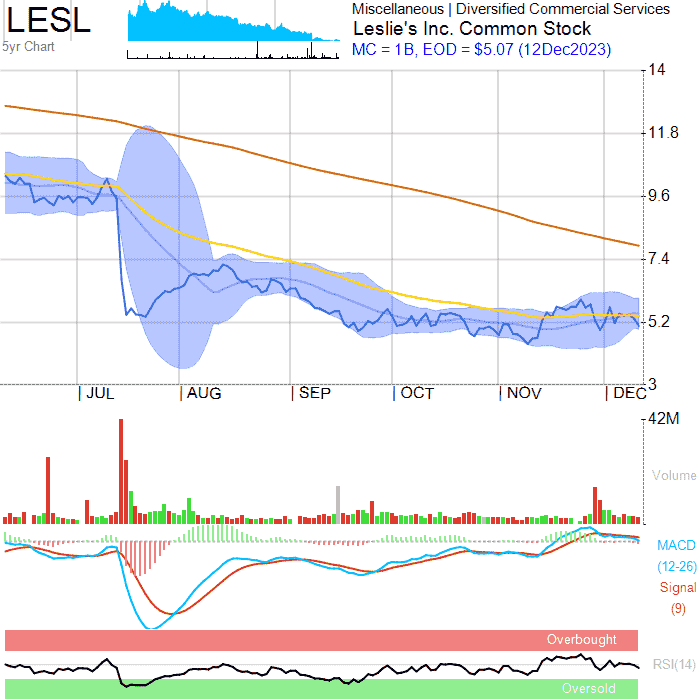 LESL
5yr Chart
Miscellaneous | Diversified Commercial Services
Leslie's Inc. Common Stock
MC = 1B, EOD = $5.07 (12Dec2023)
14
11.8
9.6
7.4
5.2
3
| JUL | AUG | SEP | OCT | NOV | DEC
42M
Volume
MACD
(12-26)
Signal
(9)
Overbought
RSI(14)
Oversold